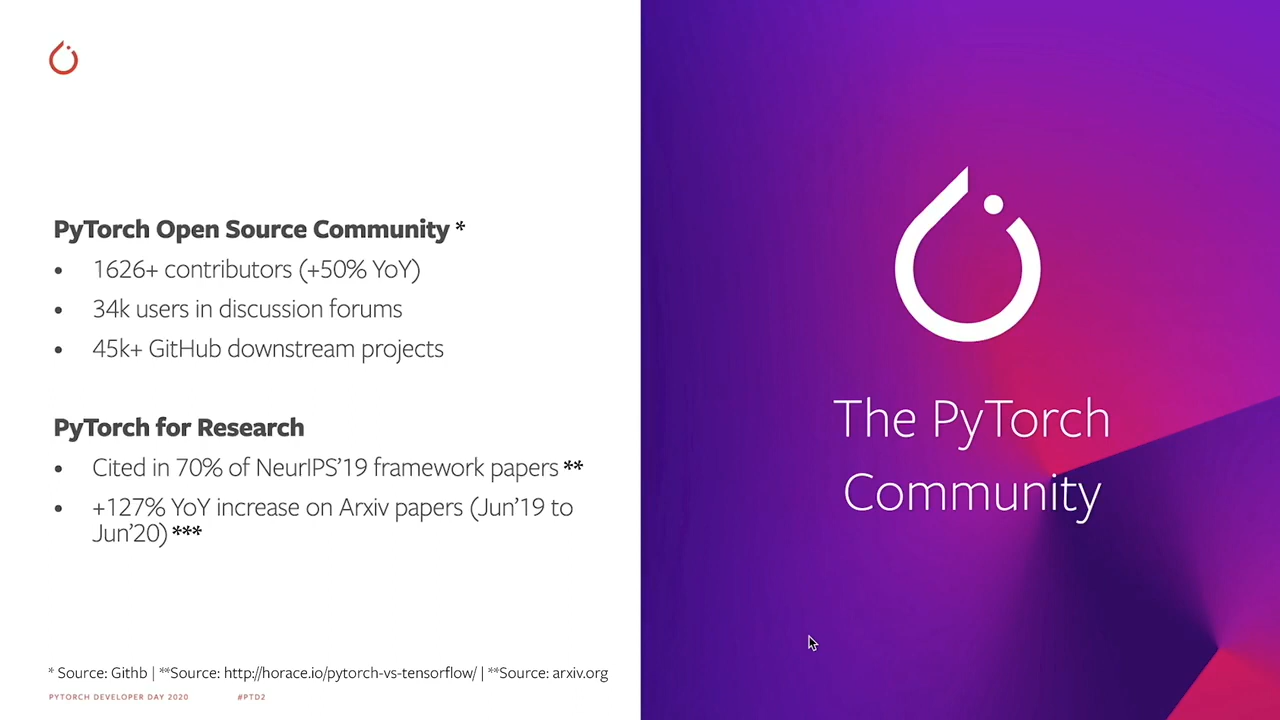 PyTorch Open Source Community *
• 1626+ contributors (+50% YoY)
• 34k users in discussion forums
• 45k+ GitHub downstream projects
PyTorch for Research
• Cited in 70% of NeurIPS'19 framework papers **
• +127% YoY increase on Arxiv papers (Jun'19 to
Jun'20) ***
* Source: Githb | **Source: http://horace.io/pytorch-vs-tensorflow/ | **Source: arxiv.org
PYTORCH DEVELOPER DAY 2020 #PTD2
The PyTorch
Community